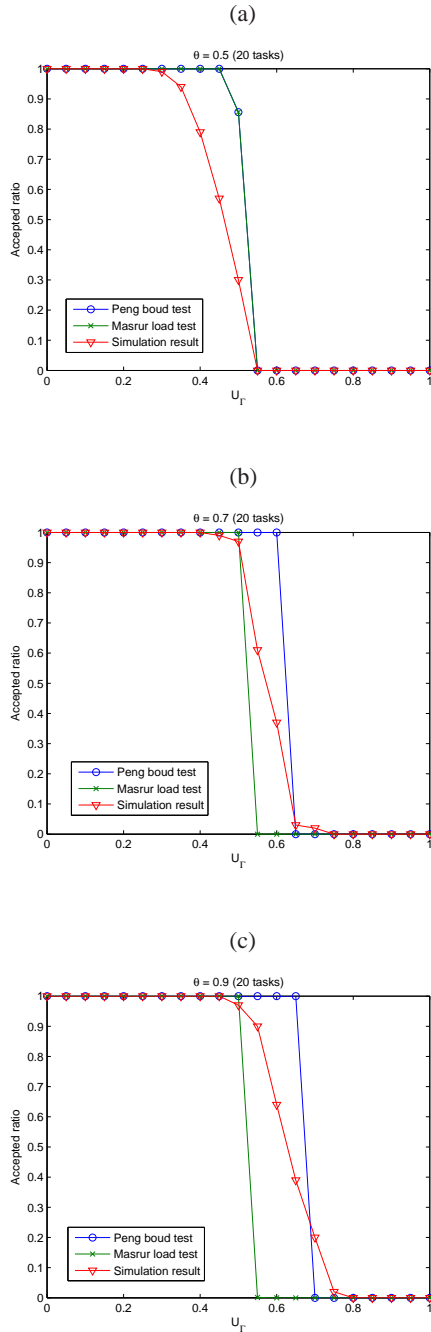 (a)
θ = 0.5 (20 tasks)
1
0.9
0.8
0.7
0.6
0.5
0.4
0.3
0.2
0.1
0
Accepted ratio
Peng boud test
Masrur load test
Simulation result
0 0.2 0.4 0.6 0.8 1
U_Γ
(b)
θ = 0.7 (20 tasks)
1
0.9
0.8
0.7
0.6
0.5
0.4
0.3
0.2
0.1
0
Accepted ratio
Peng boud test
Masrur load test
Simulation result
0 0.2 0.4 0.6 0.8 1
U_Γ
(c)
θ = 0.9 (20 tasks)
1
0.9
0.8
0.7
0.6
0.5
0.4
0.3
0.2
0.1
0
Accepted ratio
Peng boud test
Masrur load test
Simulation result
0 0.2 0.4 0.6 0.8 1
U_Γ